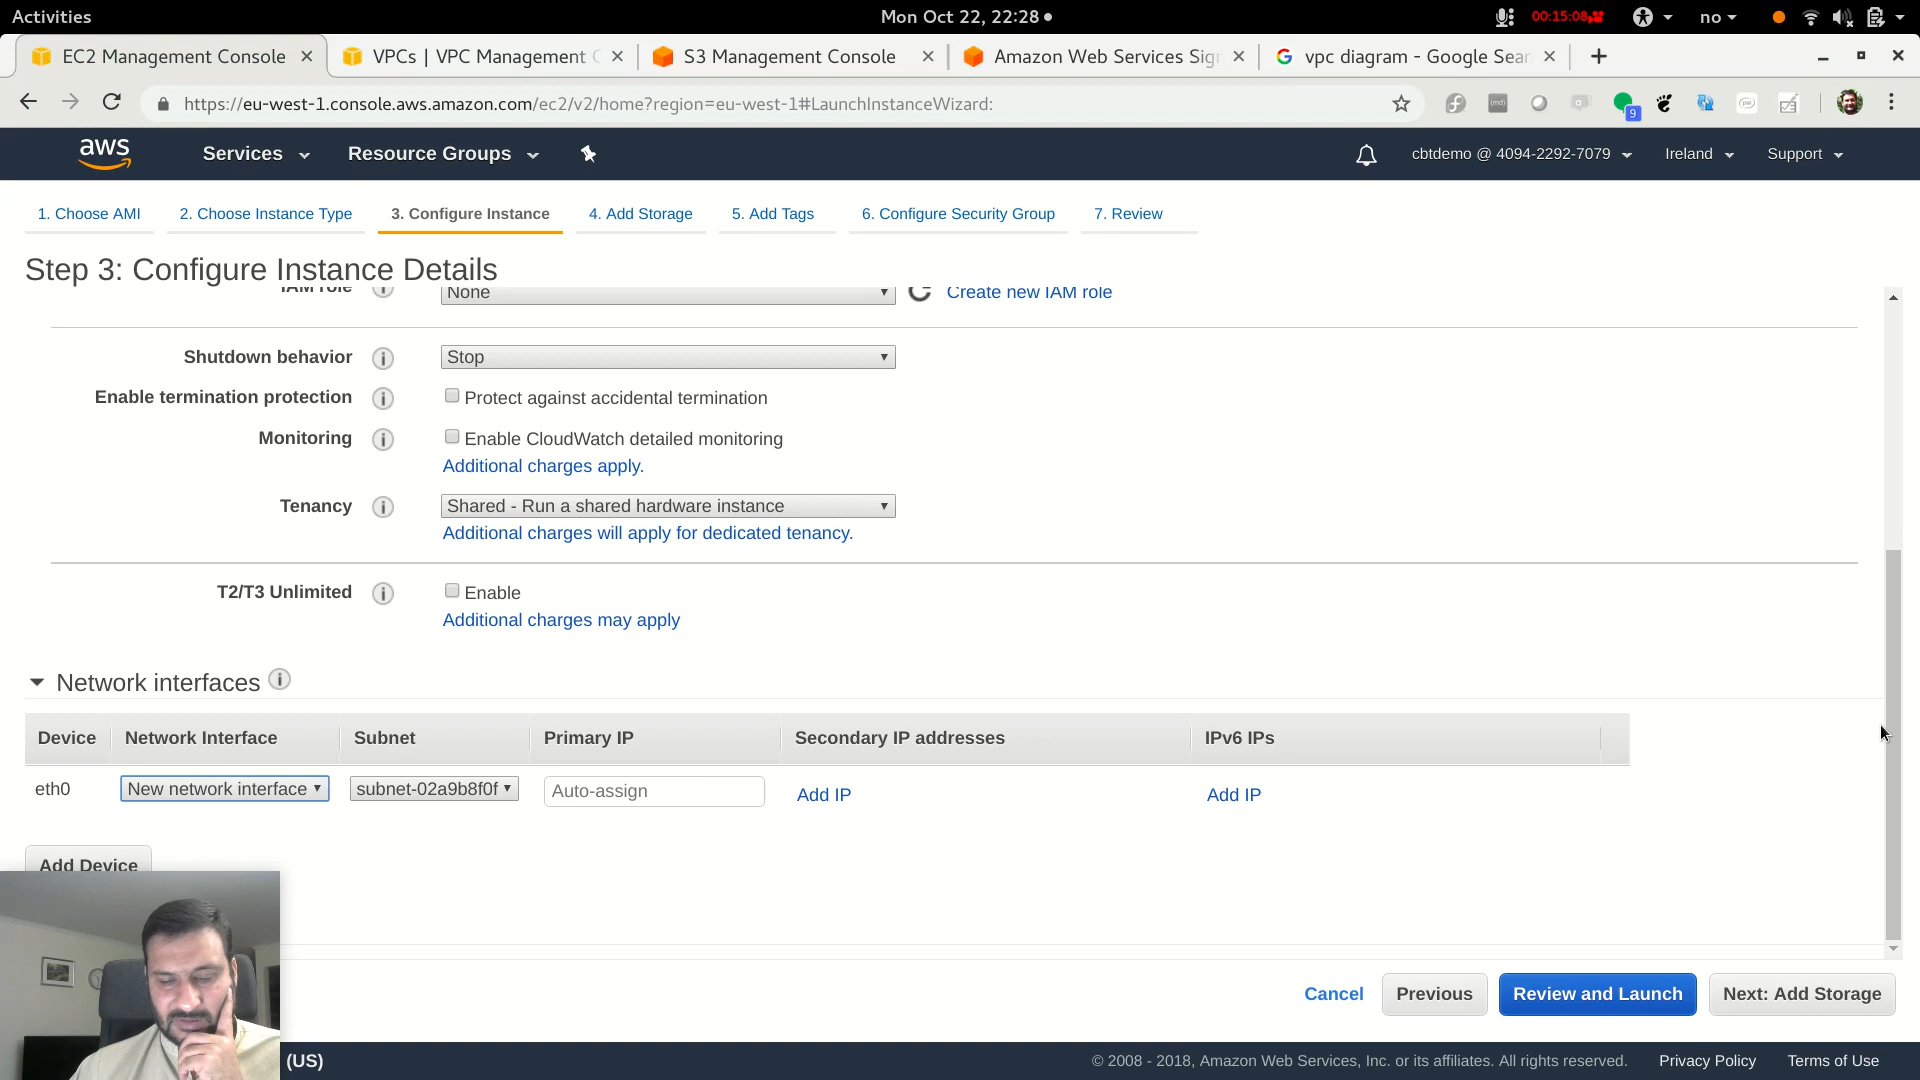 Activities
Mon Oct 22, 22:28
00:15:08
no
EC2 Management Console
VPCs | VPC Management
S3 Management Console
Amazon Web Services Sig
vpc diagram - Google Sear
https://eu-west-1.console.aws.amazon.com/ec2/v2/home?region=eu-west-1#LaunchInstanceWizard:
9
aws
Services
Resource Groups
cbtdemo @ 4094-2292-7079
Ireland
Support
1. Choose AMI
2. Choose Instance Type
3. Configure Instance
4. Add Storage
5. Add Tags
6. Configure Security Group
7. Review
Step 3: Configure Instance Details
IAM role
None
Create new IAM role
Shutdown behavior
Stop
Enable termination protection
Protect against accidental termination
Monitoring
Enable CloudWatch detailed monitoring
Additional charges apply.
Tenancy
Shared - Run a shared hardware instance
Additional charges will apply for dedicated tenancy.
T2/T3 Unlimited
Enable
Additional charges may apply
Network interfaces
Device
Network Interface
Subnet
Primary IP
Secondary IP addresses
IPv6 IPs
eth0
New network interface
subnet-02a9b8f0f
Auto-assign
Add IP
Add IP
Add Device
Cancel
Previous
Review and Launch
Next: Add Storage
(US)
© 2008 - 2018, Amazon Web Services, Inc. or its affiliates. All rights reserved.
Privacy Policy
Terms of Use